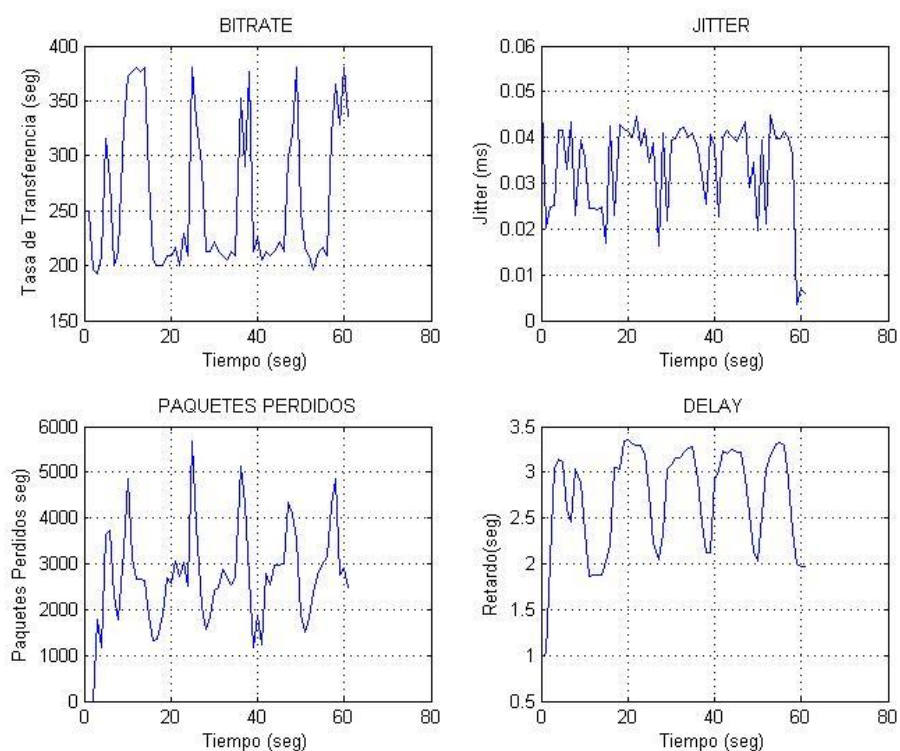 BITRATE
400
350
300
250
200
150
Tasa de Transferencia (seg)
0 20 40 60 80
Tiempo (seg)
JITTER
0.06
0.05
0.04
0.03
0.02
0.01
0
Jitter (ms)
0 20 40 60 80
Tiempo (seg)
PAQUETES PERDIDOS
6000
5000
4000
3000
2000
1000
0
Paquetes Perdidos seg)
0 20 40 60 80
Tiempo (seg)
DELAY
3.5
3
2.5
2
1.5
1
0.5
Retardo(seg)
0 20 40 60 80
Tiempo (seg)